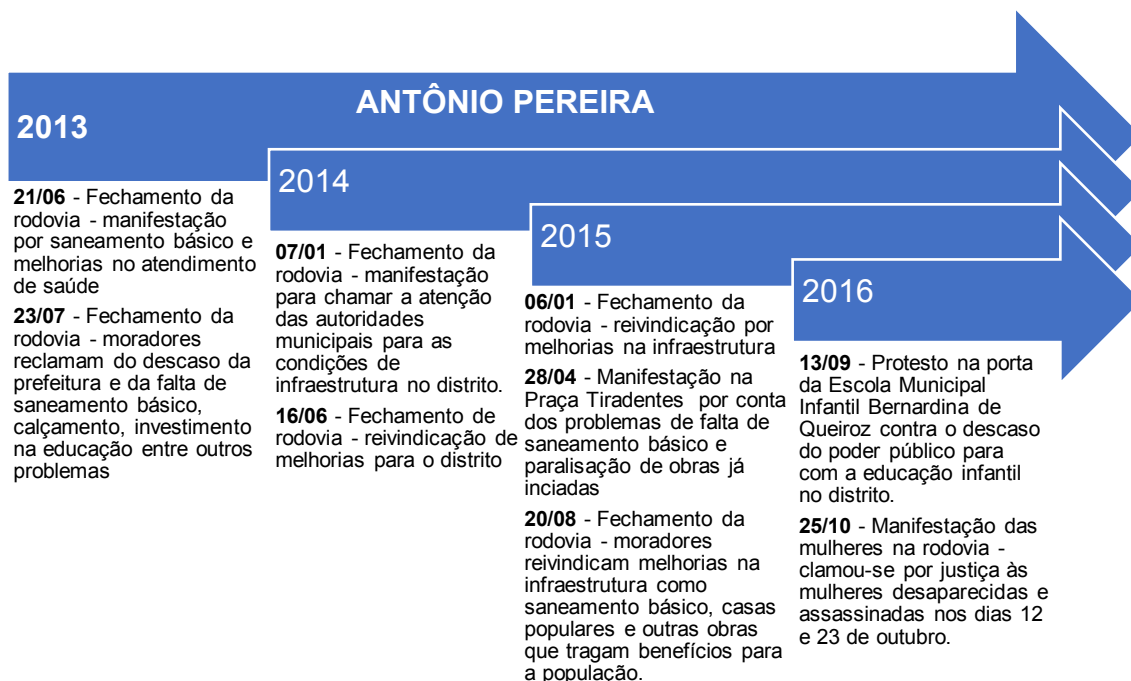 ANTÔNIO PEREIRA
2013
21/06 - Fechamento da
rodovia - manifestação
por saneamento básico e
melhorias no atendimento
de saúde
23/07 - Fechamento da
rodovia - moradores
reclamam do descaso da
prefeitura e da falta de
saneamento básico,
calçamento, investimento
na educação entre outros
problemas
2014
07/01 - Fechamento da
rodovia - manifestação
para chamar a atenção
das autoridades
municipais para as
condições de
infraestrutura no distrito.
16/06 - Fechamento de
rodovia - reivindicação de
melhorias para o distrito
2015
06/01 - Fechamento da
rodovia - reivindicação por
melhorias na infraestrutura
28/04 - Manifestação na
Praça Tiradentes por conta
dos problemas de falta de
saneamento básico e
paralisação de obras já
inciadas
20/08 - Fechamento da
rodovia - moradores
reivindicam melhorias na
infraestrutura como
saneamento básico, casas
populares e outras obras
que tragam benefícios para
a população.
2016
13/09 - Protesto na porta
da Escola Municipal
Infantil Bernardina de
Queiroz contra o descaso
do poder público para
com a educação infantil
no distrito.
25/10 - Manifestação das
mulheres na rodovia -
clamou-se por justiça às
mulheres desaparecidas e
assassinadas nos dias 12
e 23 de outubro.